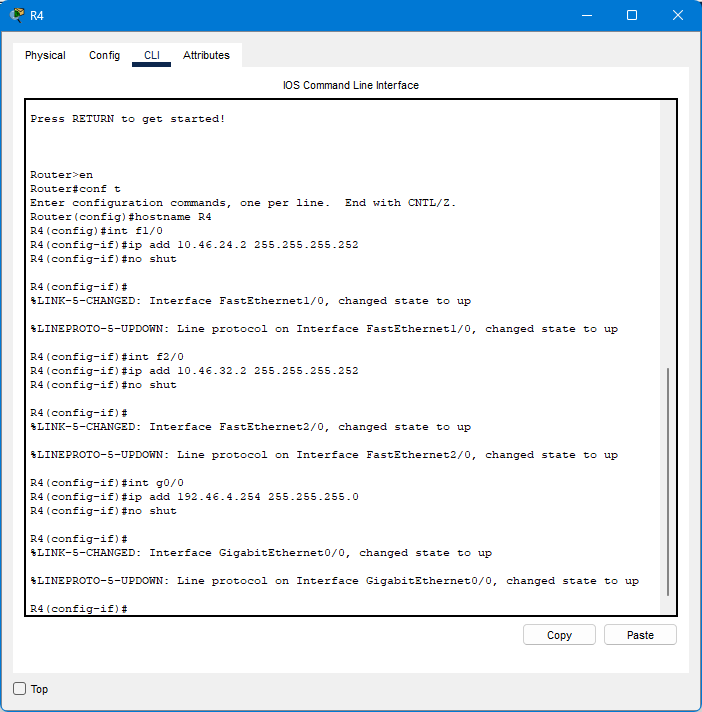 R4
Physical Config CLI Attributes
IOS Command Line Interface
Press RETURN to get started!
Router>en
Router#conf t
Enter configuration commands, one per line.  End with CNTL/Z.
Router(config)#hostname R4
R4(config)#int f1/0
R4(config-if)#ip add 10.46.24.2 255.255.255.252
R4(config-if)#no shut
R4(config-if)#
%LINK-5-CHANGED: Interface FastEthernet1/0, changed state to up
%LINEPROTO-5-UPDOWN: Line protocol on Interface FastEthernet1/0, changed state to up
R4(config-if)#int f2/0
R4(config-if)#ip add 10.46.32.2 255.255.255.252
R4(config-if)#no shut
R4(config-if)#
%LINK-5-CHANGED: Interface FastEthernet2/0, changed state to up
%LINEPROTO-5-UPDOWN: Line protocol on Interface FastEthernet2/0, changed state to up
R4(config-if)#int g0/0
R4(config-if)#ip add 192.46.4.254 255.255.255.0
R4(config-if)#no shut
R4(config-if)#
%LINK-5-CHANGED: Interface GigabitEthernet0/0, changed state to up
%LINEPROTO-5-UPDOWN: Line protocol on Interface GigabitEthernet0/0, changed state to up
R4(config-if)#
Copy Paste
Top